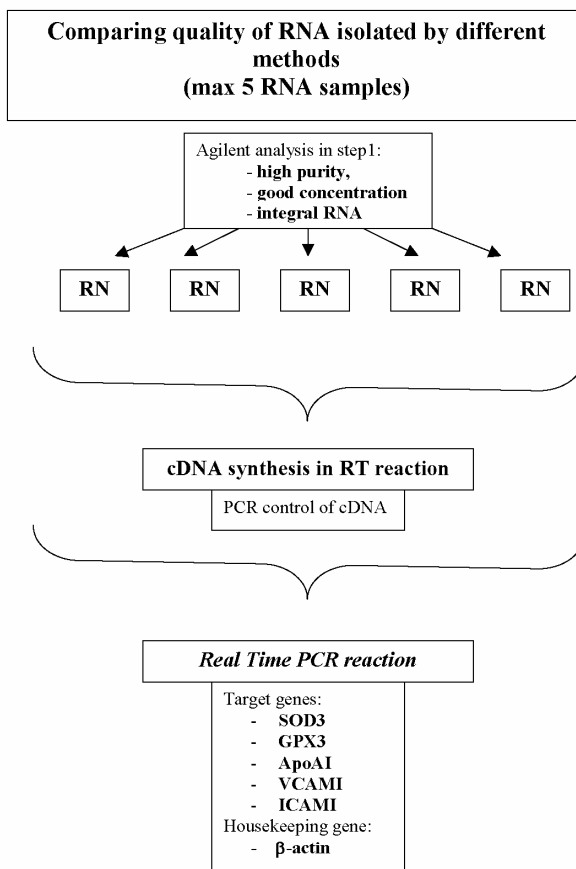 Comparing quality of RNA isolated by different
methods
(max 5 RNA samples)
Agilent analysis in step1:
- high purity,
- good concentration
- integral RNA
RN
RN
RN
RN
RN
cDNA synthesis in RT reaction
PCR control of cDNA
Real Time PCR reaction
Target genes:
- SOD3
- GPX3
- ApoAI
- VCAMI
- ICAMI
Housekeeping gene:
- β-actin